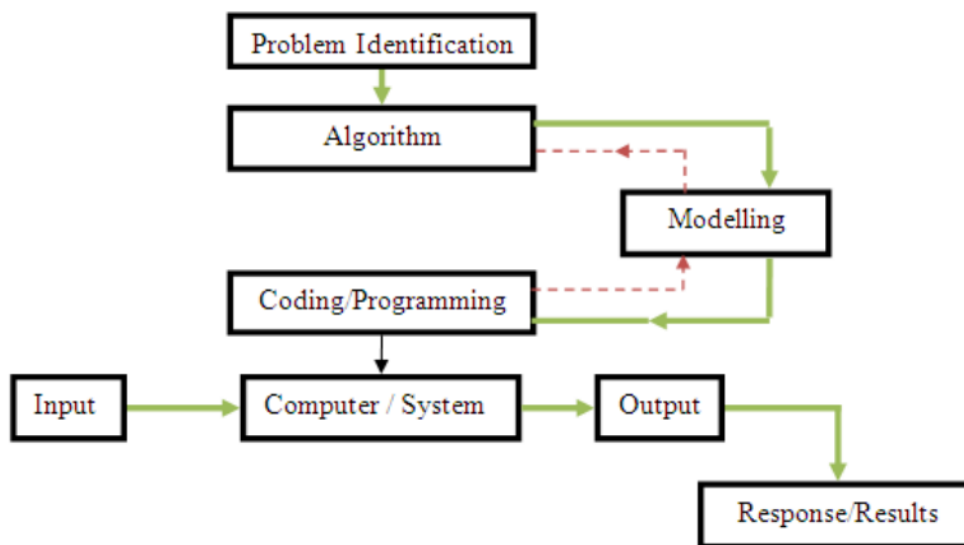 Problem Identification
Algorithm
Modelling
Coding/Programming
Input
Computer / System
Output
Response/Results